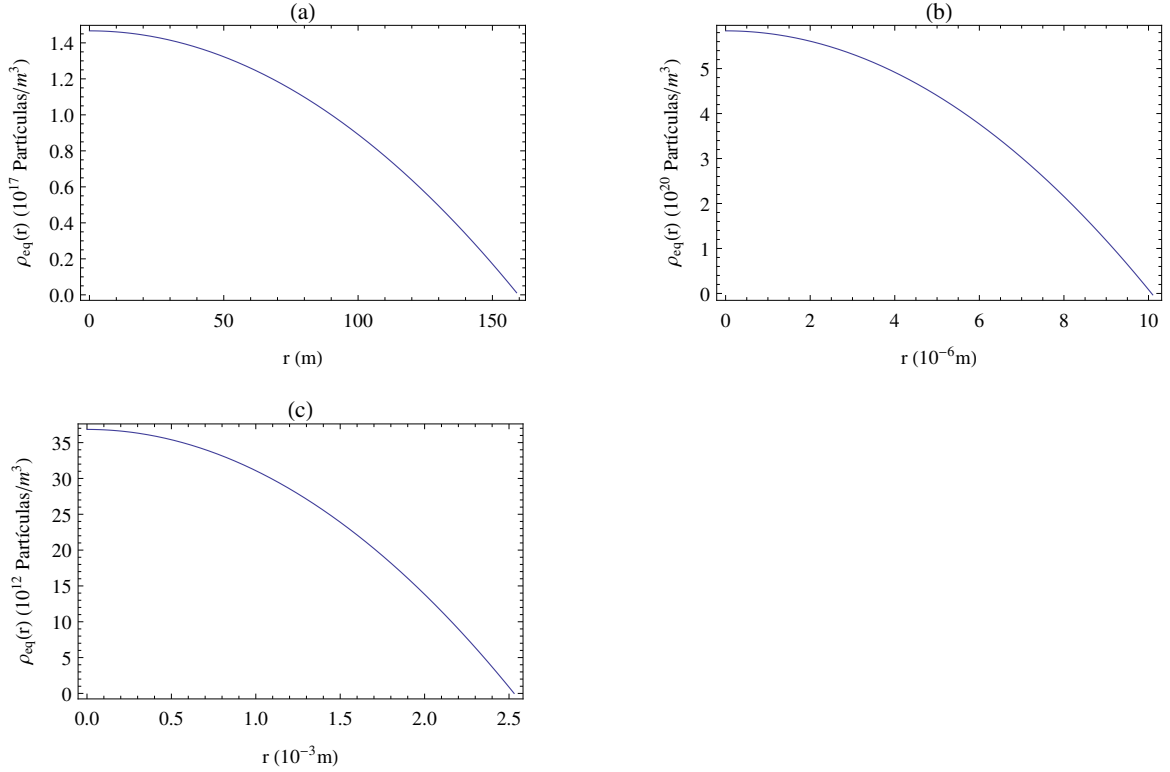 (a)
ρeq(r) (10^17 Partículas/m^3)
1.4
1.2
1.0
0.8
0.6
0.4
0.2
0.0
0 50 100 150
r (m)
(b)
ρeq(r) (10^20 Partículas/m^3)
5
4
3
2
1
0
0 2 4 6 8 10
r (10^-6 m)
(c)
ρeq(r) (10^12 Partículas/m^3)
35
30
25
20
15
10
5
0
0.0 0.5 1.0 1.5 2.0 2.5
r (10^-3 m)